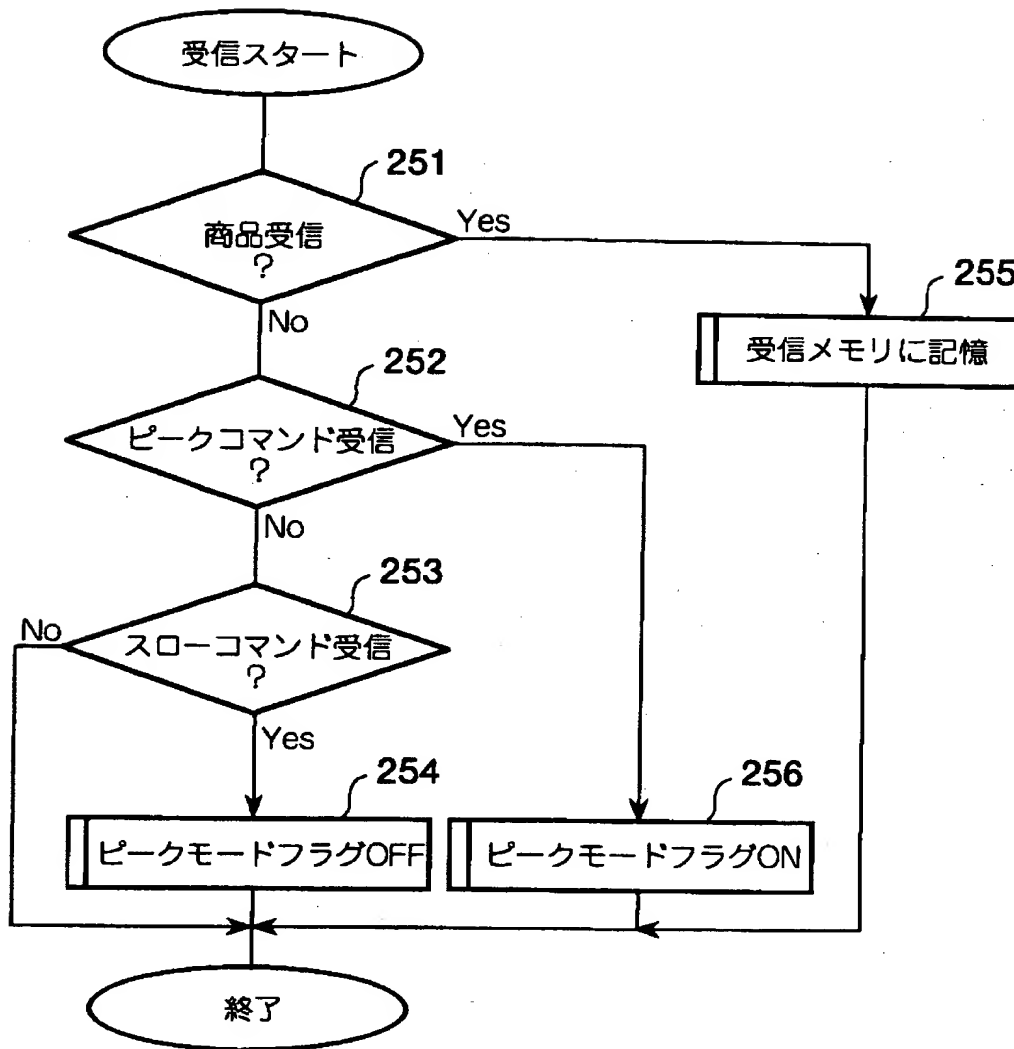 受信スタート
251
商品受信
?
Yes
No
255
受信メモリに記憶
252
ピークコマンド受信
?
Yes
No
253
スローコマンド受信
?
No
Yes
254
ピークモードフラグOFF
256
ピークモードフラグON
終了